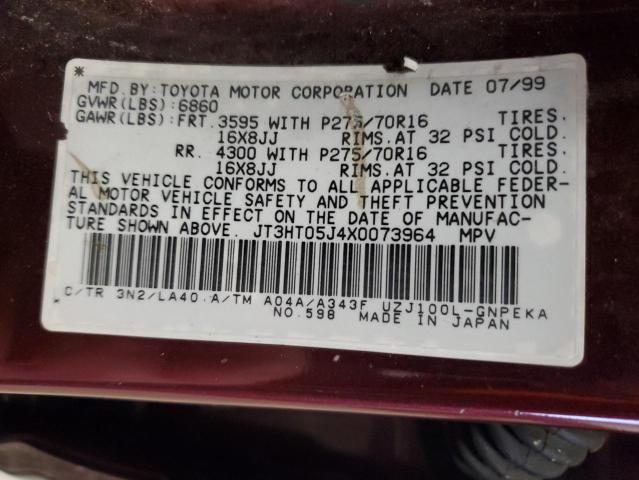 *
MFD.BY:TOYOTA MOTOR CORPORATION DATE 07/99
GVWR(LBS):6860
GAWR(LBS):FRT.3595 WITH P275/70R16 TIRES.
16X8JJ RIMS.AT 32 PSI COLD.
RR. 4300 WITH P275/70R16 TIRES.
16X8JJ RIMS.AT 32 PSI COLD.
THIS VEHICLE CONFORMS TO ALL APPLICABLE FEDER-
AL MOTOR VEHICLE SAFETY AND THEFT PREVENTION
STANDARDS IN EFFECT ON THE DATE OF MANUFAC-
TURE SHOWN ABOVE. JT3HT05J4X0073964 MPV
C/TR 3N2/LA40 A/TM A04A/A343F UZJ100L-GNPEKA
NO.598 MADE IN JAPAN